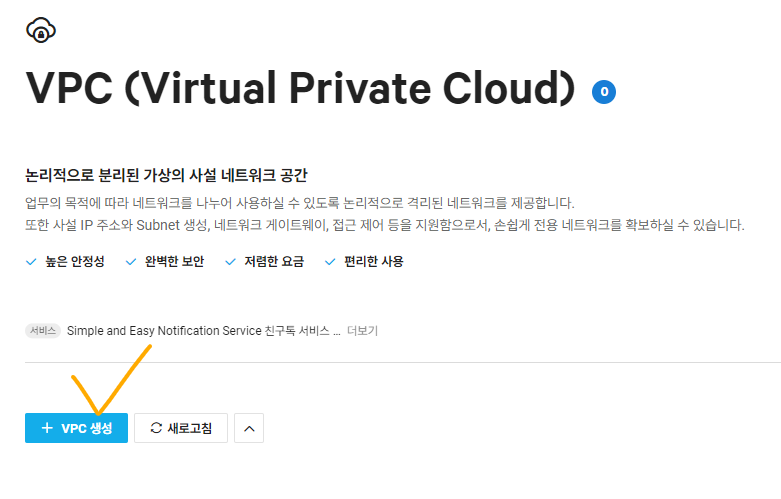 VPC (Virtual Private Cloud) 0
논리적으로 분리된 가상의 사설 네트워크 공간
업무의 목적에 따라 네트워크를 나누어 사용하실 수 있도록 논리적으로 격리된 네트워크를 제공합니다.
또한 사설 IP 주소와 Subnet 생성, 네트워크 게이트웨이, 접근 제어 등을 지원함으로서, 손쉽게 전용 네트워크를 확보하실 수 있습니다.
높은 안정성 완벽한 보안 저렴한 요금 편리한 사용
서비스 Simple and Easy Notification Service 친구톡 서비스 ... 더보기
+ VPC 생성 새로고침